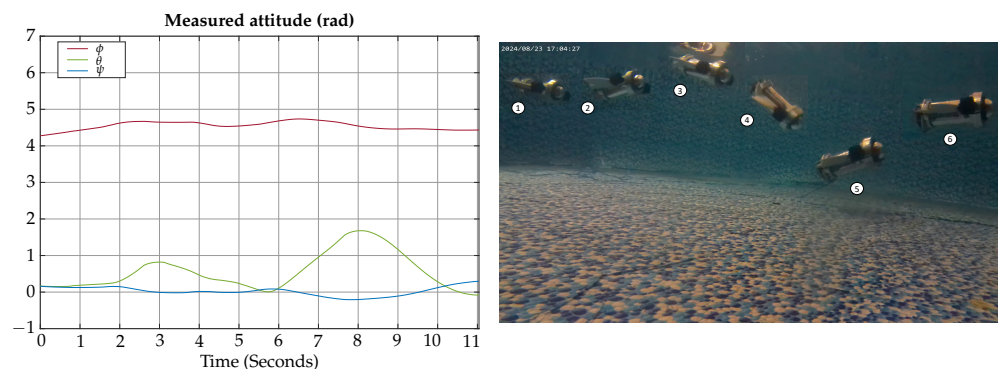 Measured attitude (rad)
7
6
5
4
3
2
1
0
−1
ϕ
θ
ψ
0 1 2 3 4 5 6 7 8 9 10 11
Time (Seconds)
2024/08/23 17:04:27
1
2
3
4
5
6